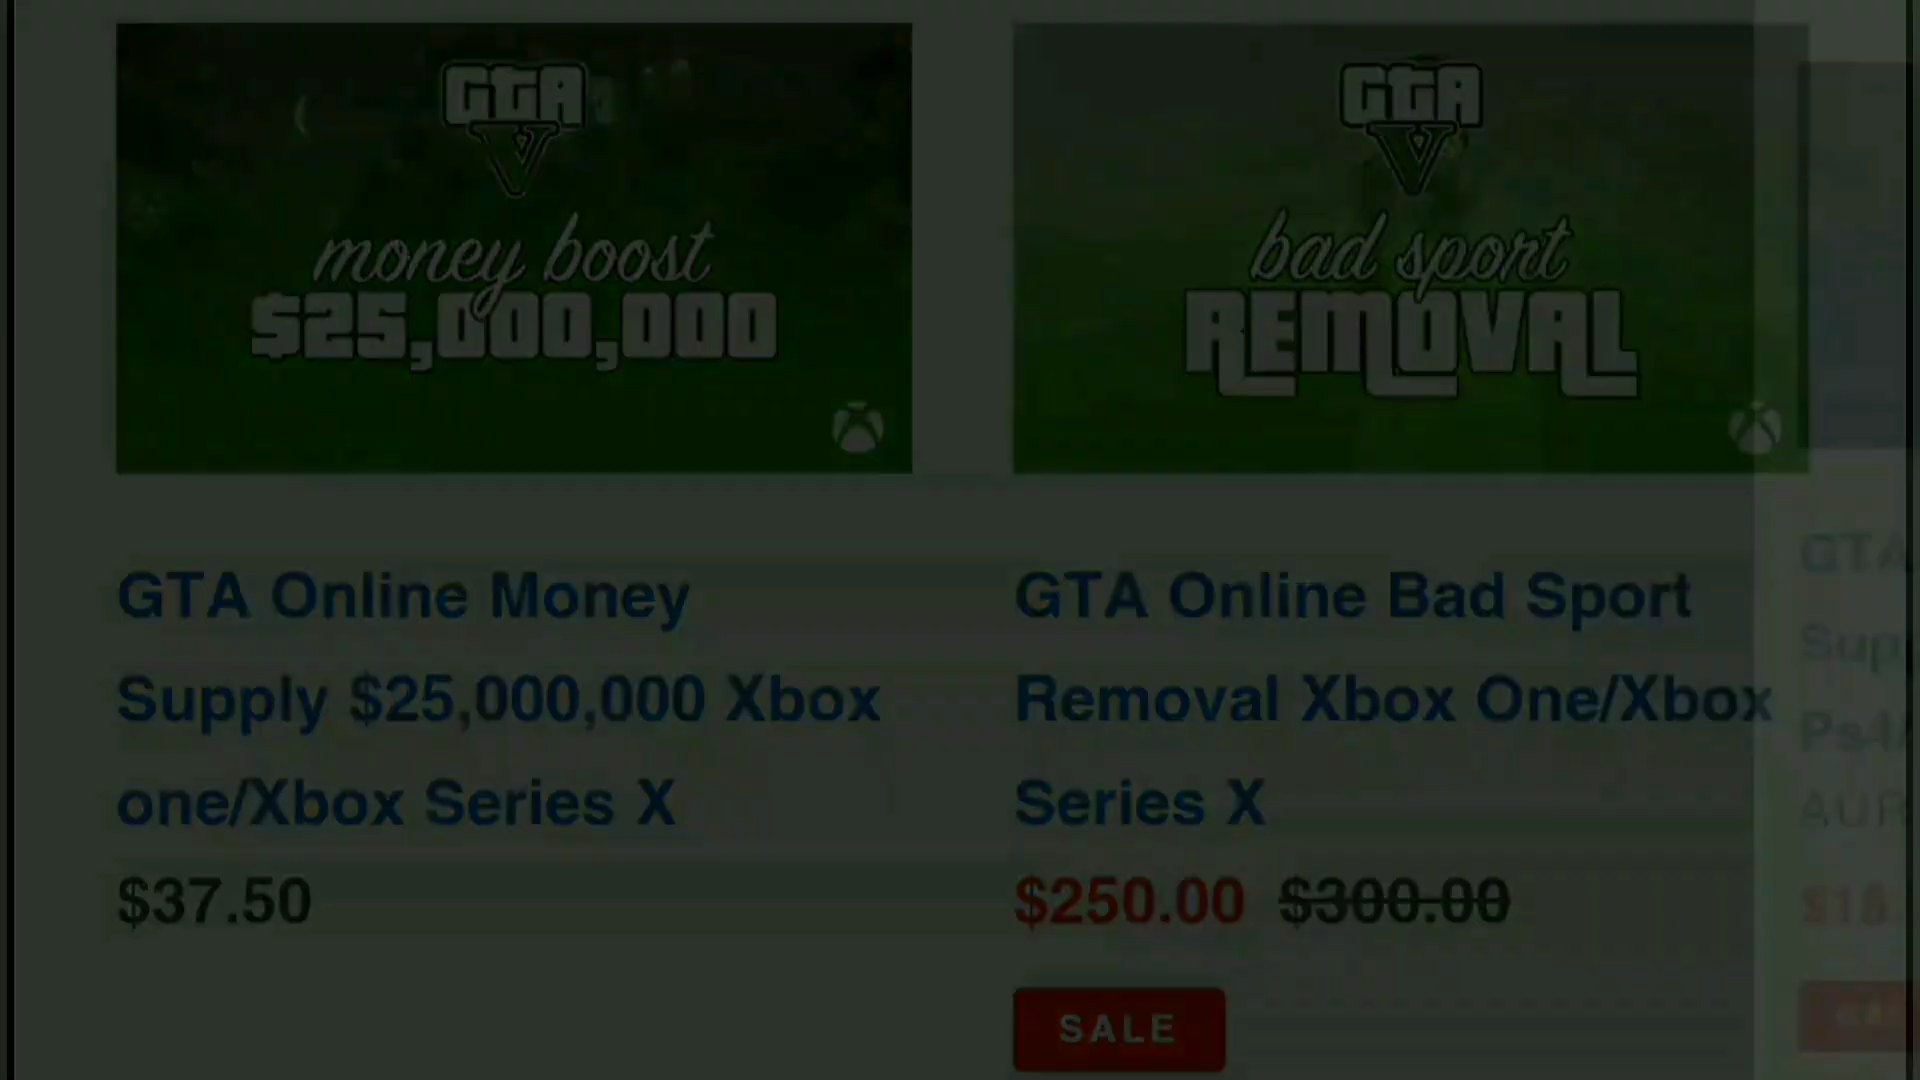 GTA
V
money boost
$25,000,000
GTA Online Money
Supply $25,000,000 Xbox
one/Xbox Series X
$37.50
GTA
V
bad sport
REMOVAL
GTA Online Bad Sport
Removal Xbox One/Xbox
Series X
$250.00 $300.00
SALE
GTA